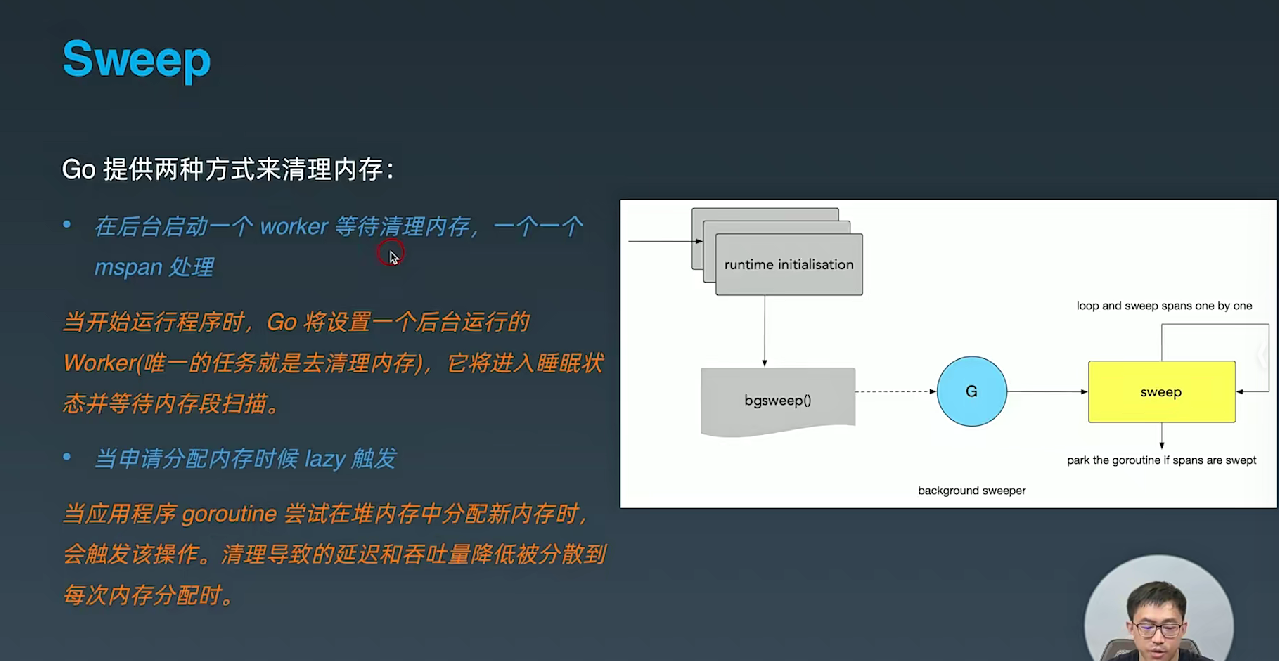 Sweep
Go 提供两种方式来清理内存：
• 在后台启动一个 worker 等待清理内存，一个一个
mspan 处理
当开始运行程序时，Go 将设置一个后台运行的
Worker(唯一的任务就是去清理内存)，它将进入睡眠状
态并等待内存段扫描。
• 当申请分配内存时候 lazy 触发
当应用程序 goroutine 尝试在堆内存中分配新内存时，
会触发该操作。清理导致的延迟和吞吐量降低被分散到
每次内存分配时。
runtime initialisation
loop and sweep spans one by one
bgsweep()
G
sweep
park the goroutine if spans are swept
background sweeper